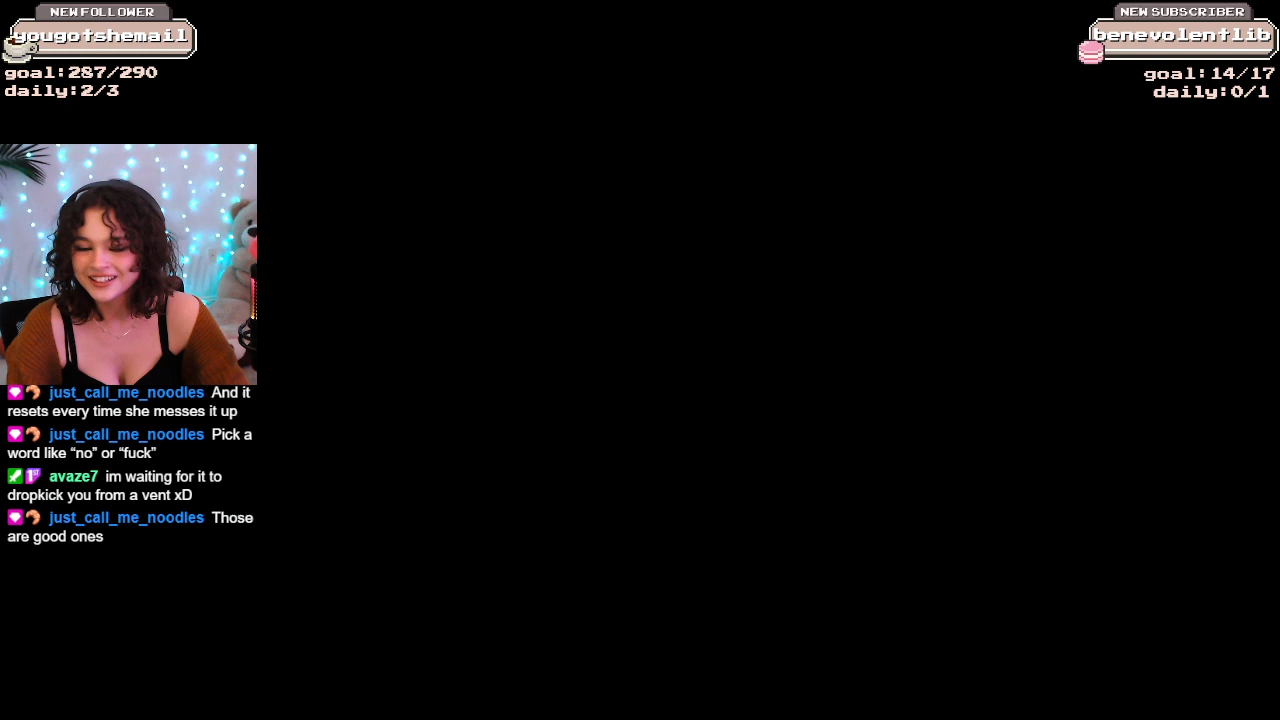 NEW FOLLOWER
yougotshemail
goal:287/290
daily:2/3
NEW SUBSCRIBER
benevolentlib
goal:14/17
daily:0/1
just_call_me_noodles And it
resets every time she messes it up
just_call_me_noodles Pick a
word like “no” or “fuck”
1st avaze7 im waiting for it to
dropkick you from a vent xD
just_call_me_noodles Those
are good ones